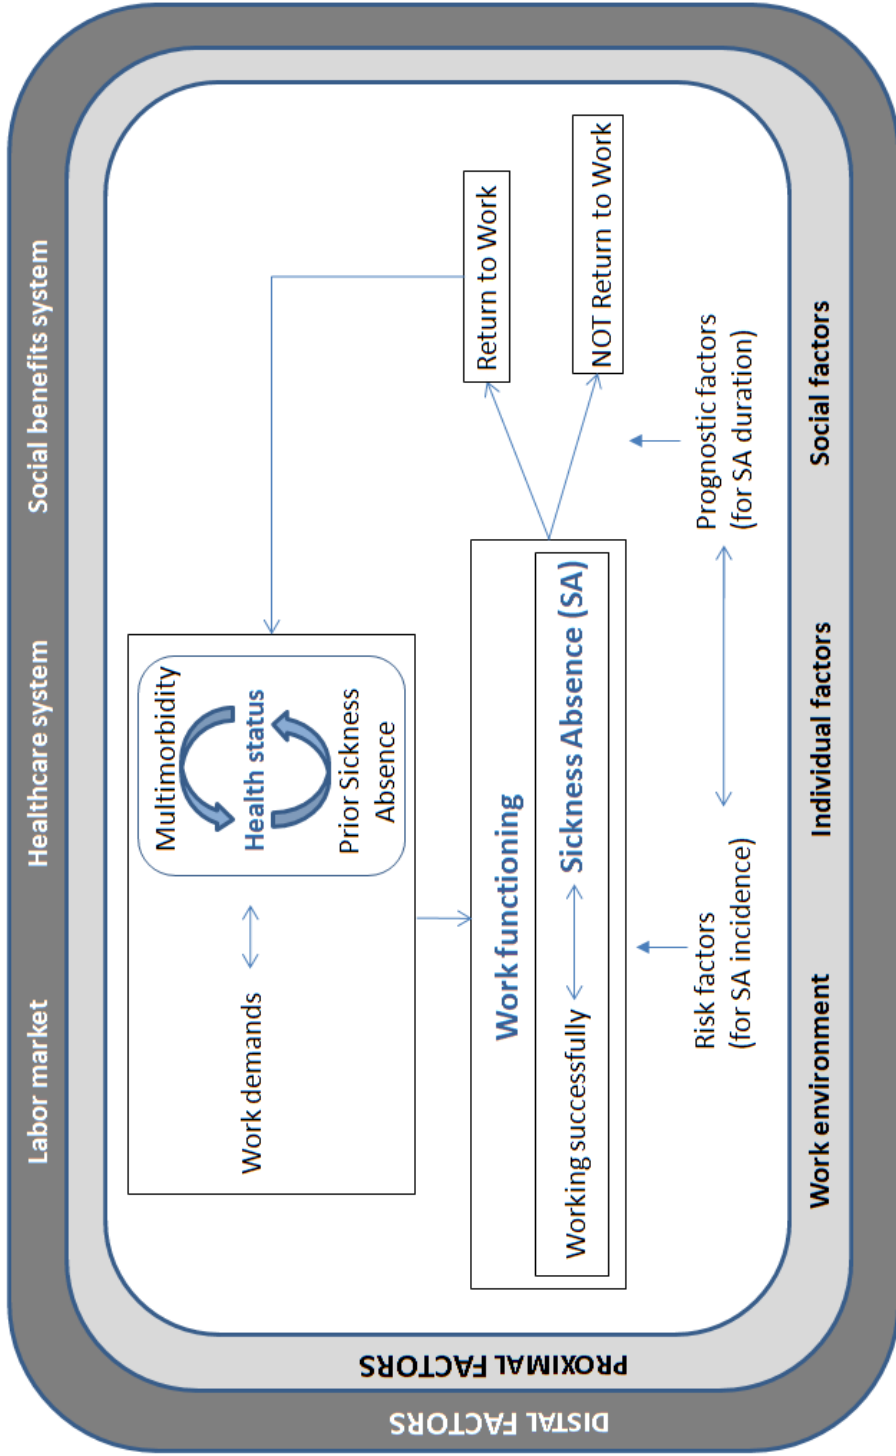 Labor market
Healthcare system
Social benefits system
Work demands
Multimorbidity
Health status
Prior Sickness
Absence
Work functioning
Working successfully
Sickness Absence (SA)
Return to Work
NOT Return to Work
Risk factors
(for SA incidence)
Prognostic factors
(for SA duration)
Work environment
Individual factors
Social factors
PROXIMAL FACTORS
DISTAL FACTORS